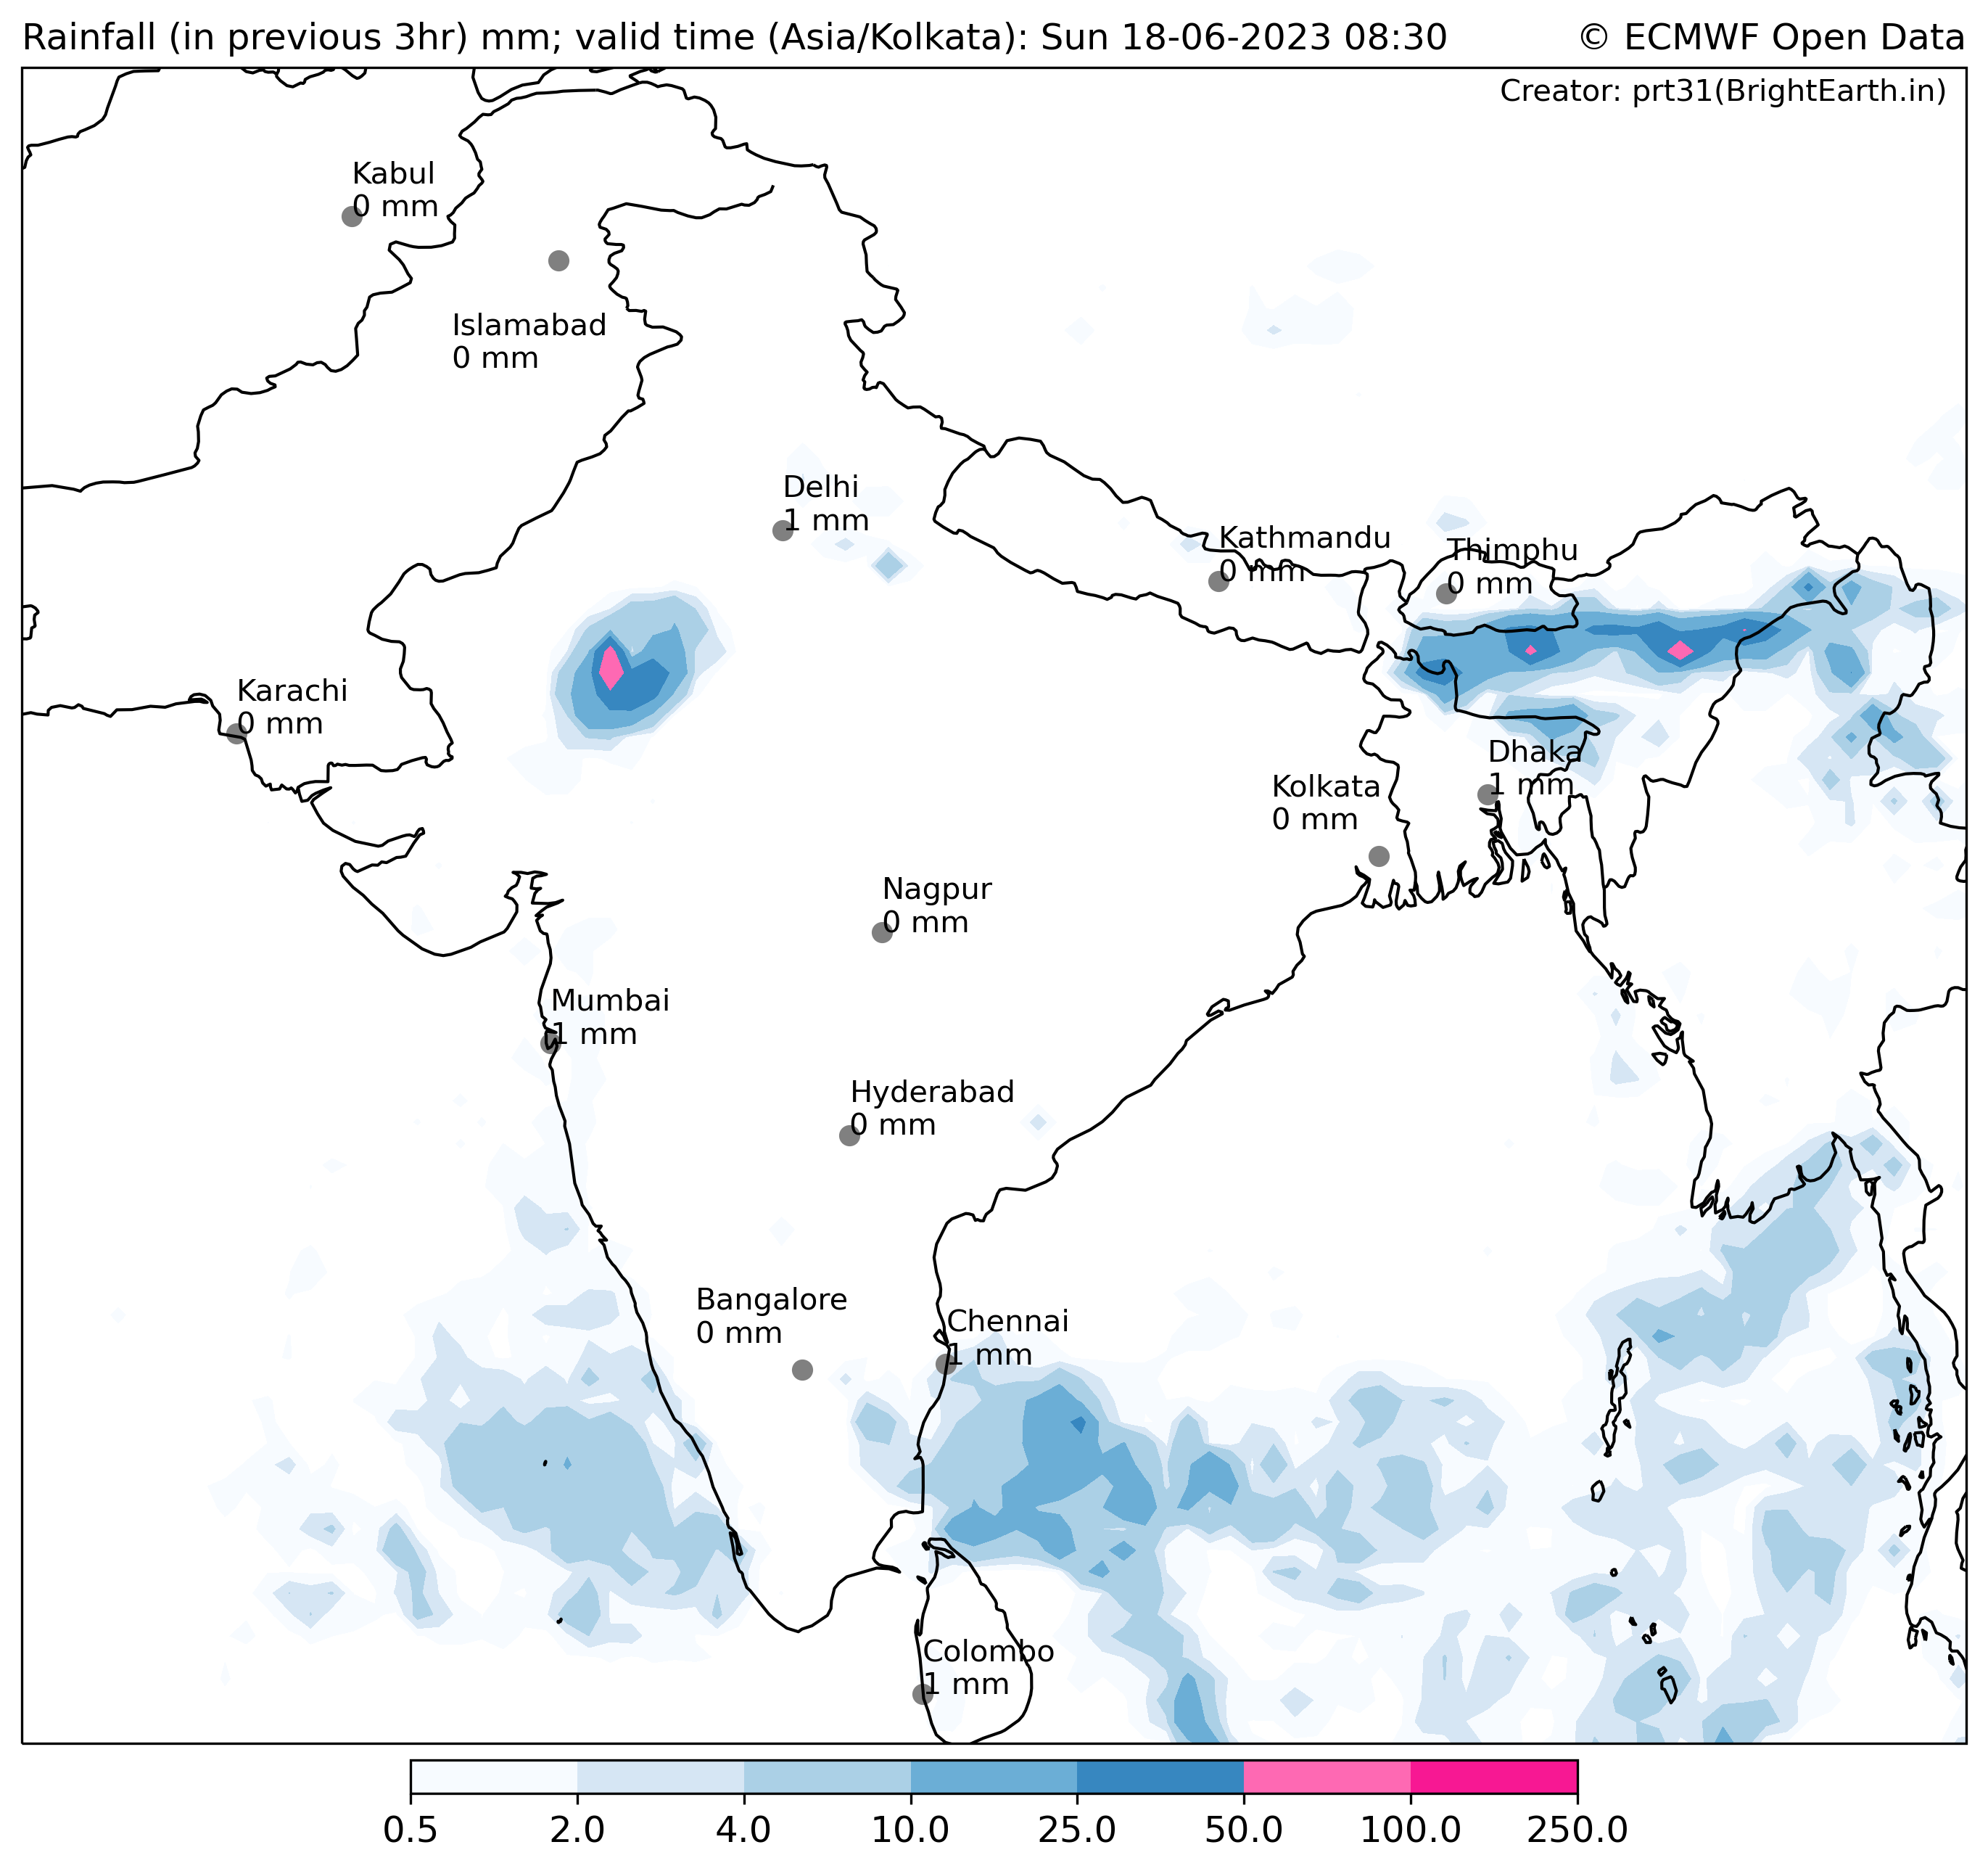 Rainfall (in previous 3hr) mm; valid time (Asia/Kolkata): Sun 18-06-2023 08:30
© ECMWF Open Data
Creator: prt31(BrightEarth.in)
Kabul
0 mm
Islamabad
0 mm
Delhi
1 mm
Kathmandu
0 mm
Thimphu
0 mm
Karachi
0 mm
Dhaka
1 mm
Kolkata
0 mm
Nagpur
0 mm
Mumbai
1 mm
Hyderabad
0 mm
Bangalore
0 mm
Chennai
1 mm
Colombo
1 mm
0.5 2.0 4.0 10.0 25.0 50.0 100.0 250.0